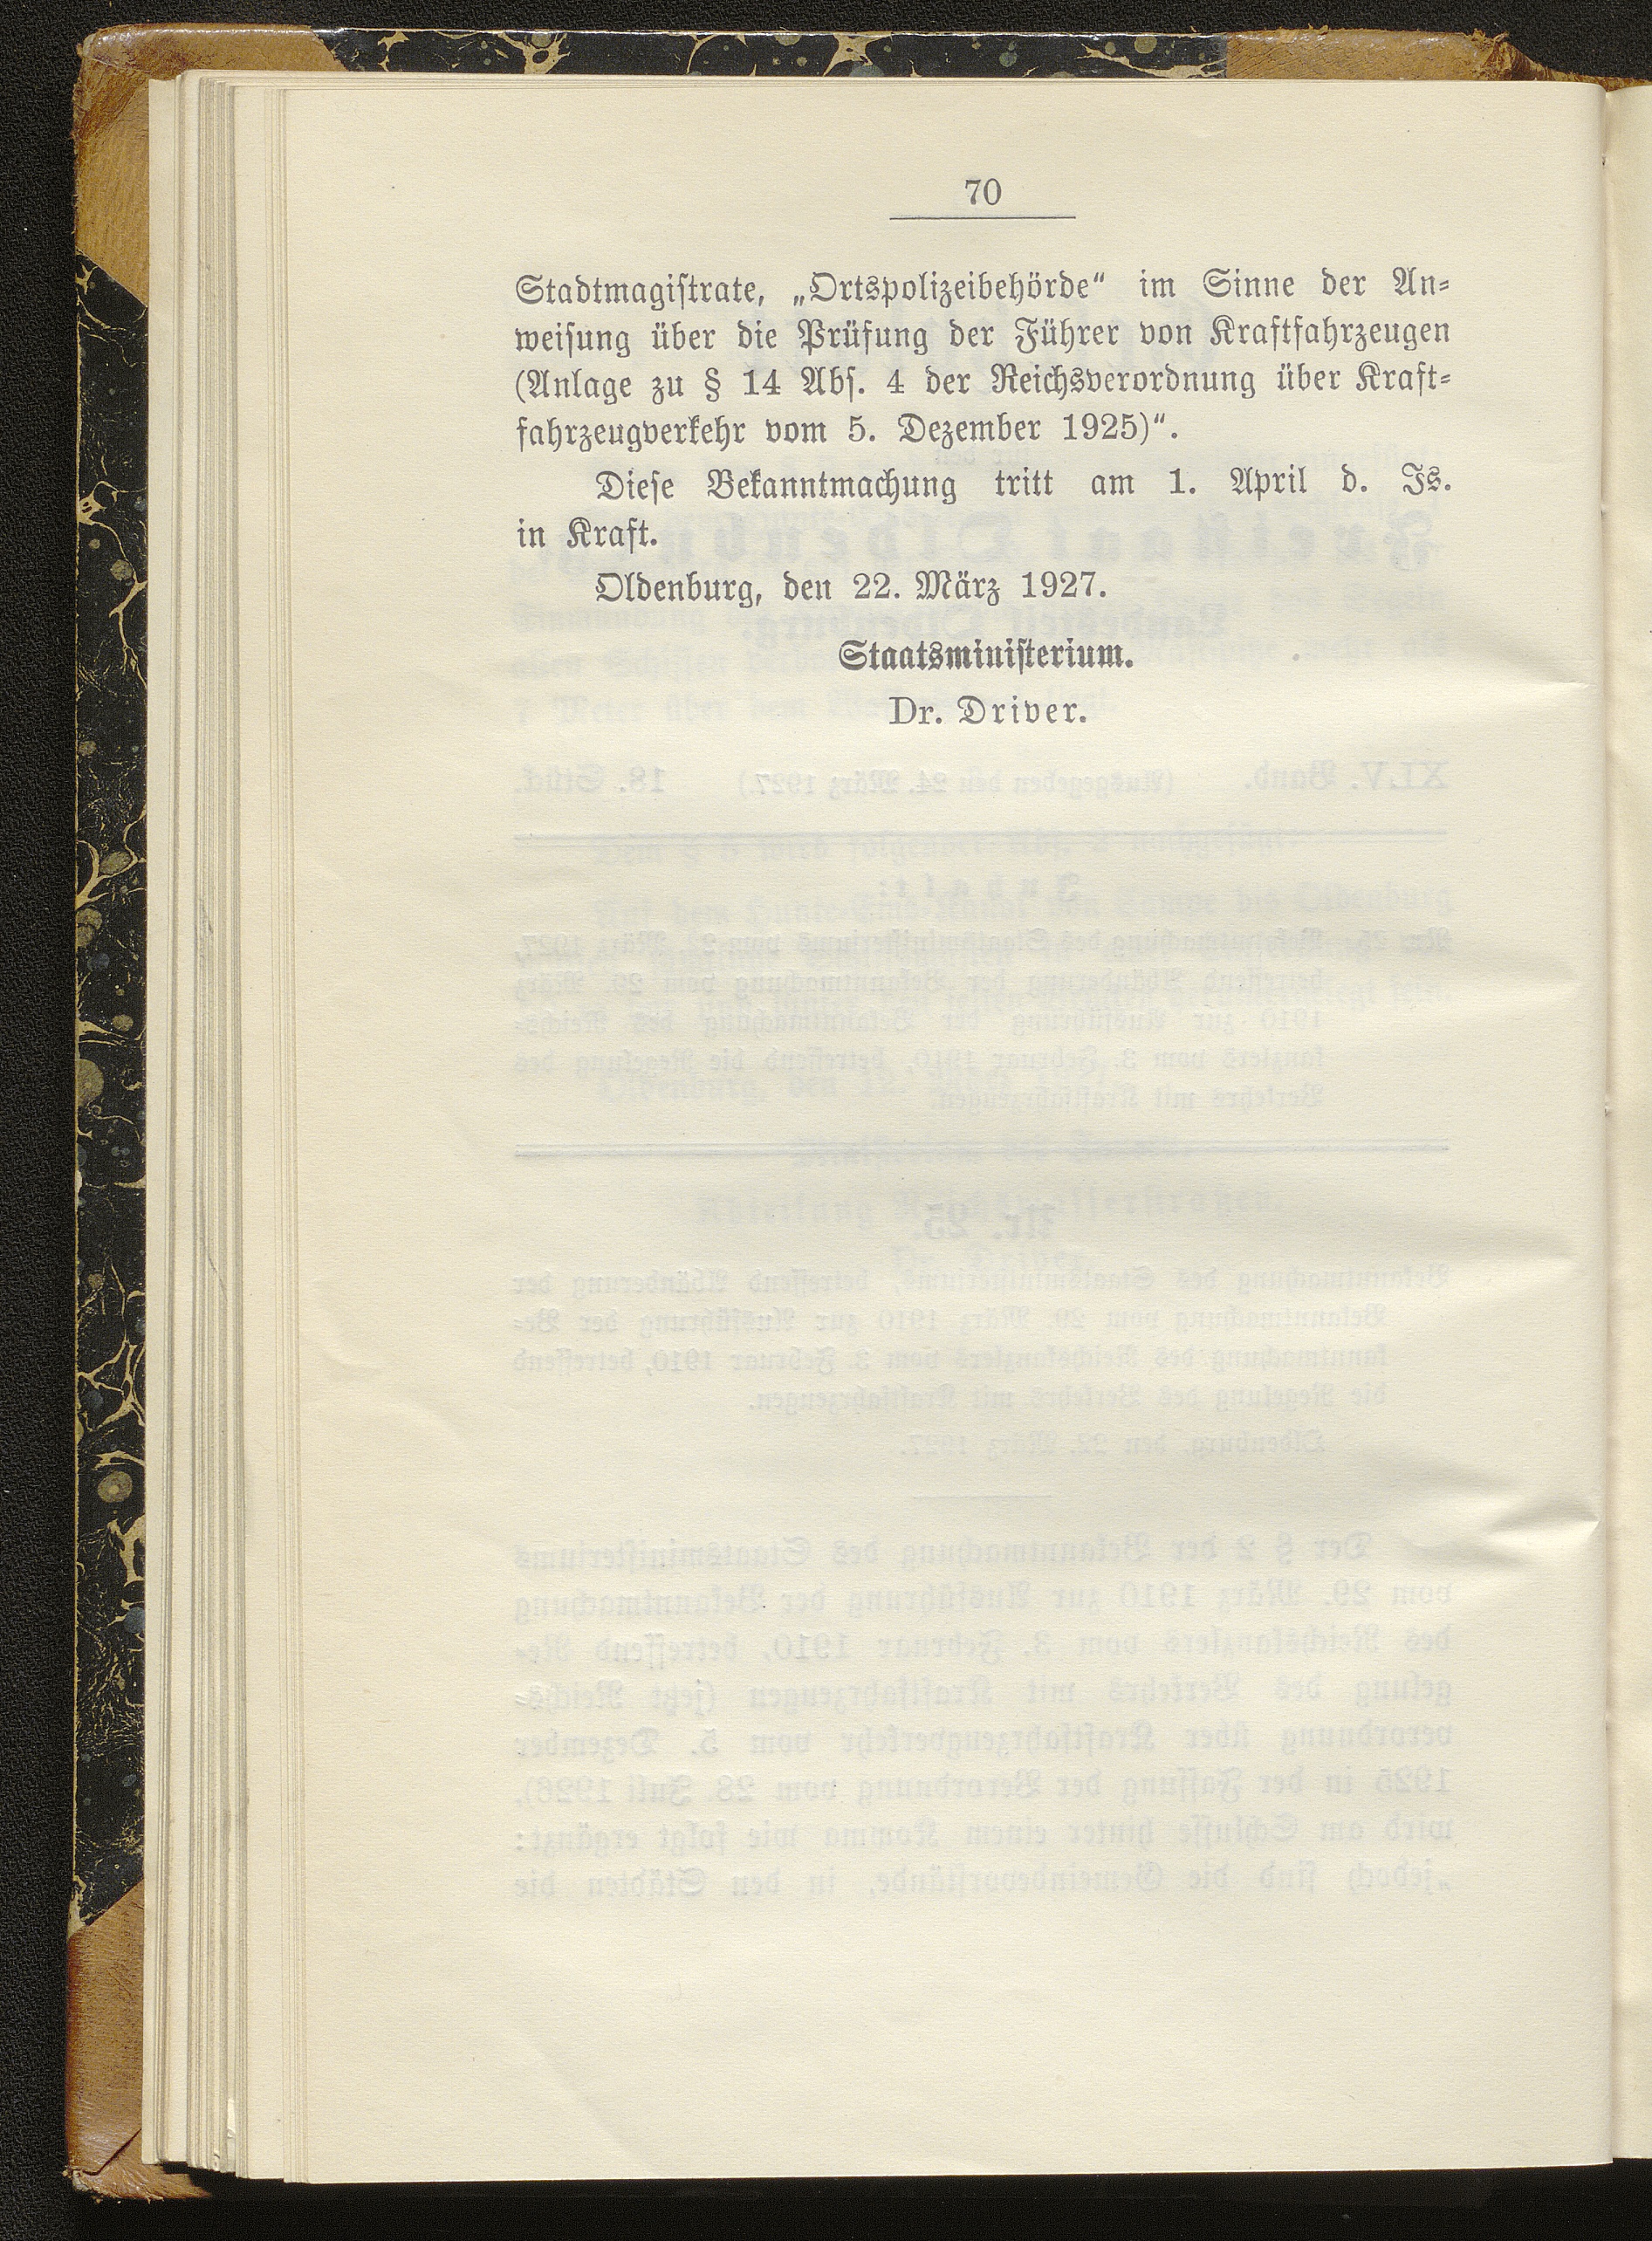 70
Stadtmagistrate, „Ortspolizeibehörde“ im Sinne der An-
weisung über die Prüfung der Führer von Kraftfahrzeugen
(Anlage zu § 14 Abs. 4 der Reichsverordnung über Kraft-
fahrzeugverkehr vom 5. Dezember 1925)“.
Diese Bekanntmachung tritt am 1. April d. Js.
in Kraft.
Oldenburg, den 22. März 1927.
Staatsministerium.
Dr. Driver.